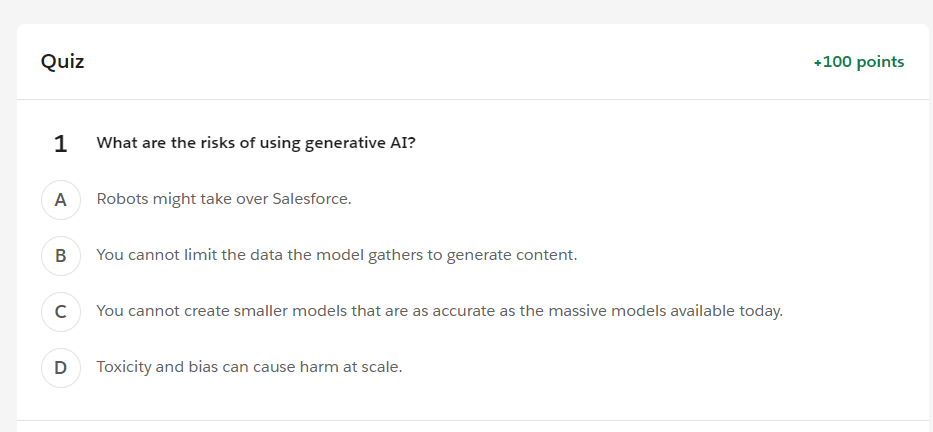 Quiz
+100 points
1 What are the risks of using generative AI?
A Robots might take over Salesforce.
B You cannot limit the data the model gathers to generate content.
C You cannot create smaller models that are as accurate as the massive models available today.
D Toxicity and bias can cause harm at scale.